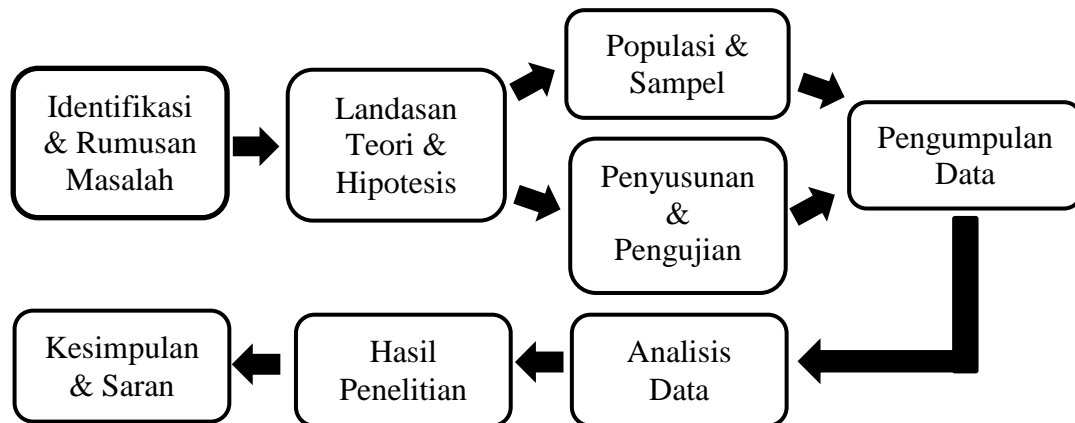 Identifikasi
& Rumusan
Masalah
Landasan
Teori &
Hipotesis
Populasi &
Sampel
Penyusunan
&
Pengujian
Pengumpulan
Data
Analisis
Data
Hasil
Penelitian
Kesimpulan
& Saran